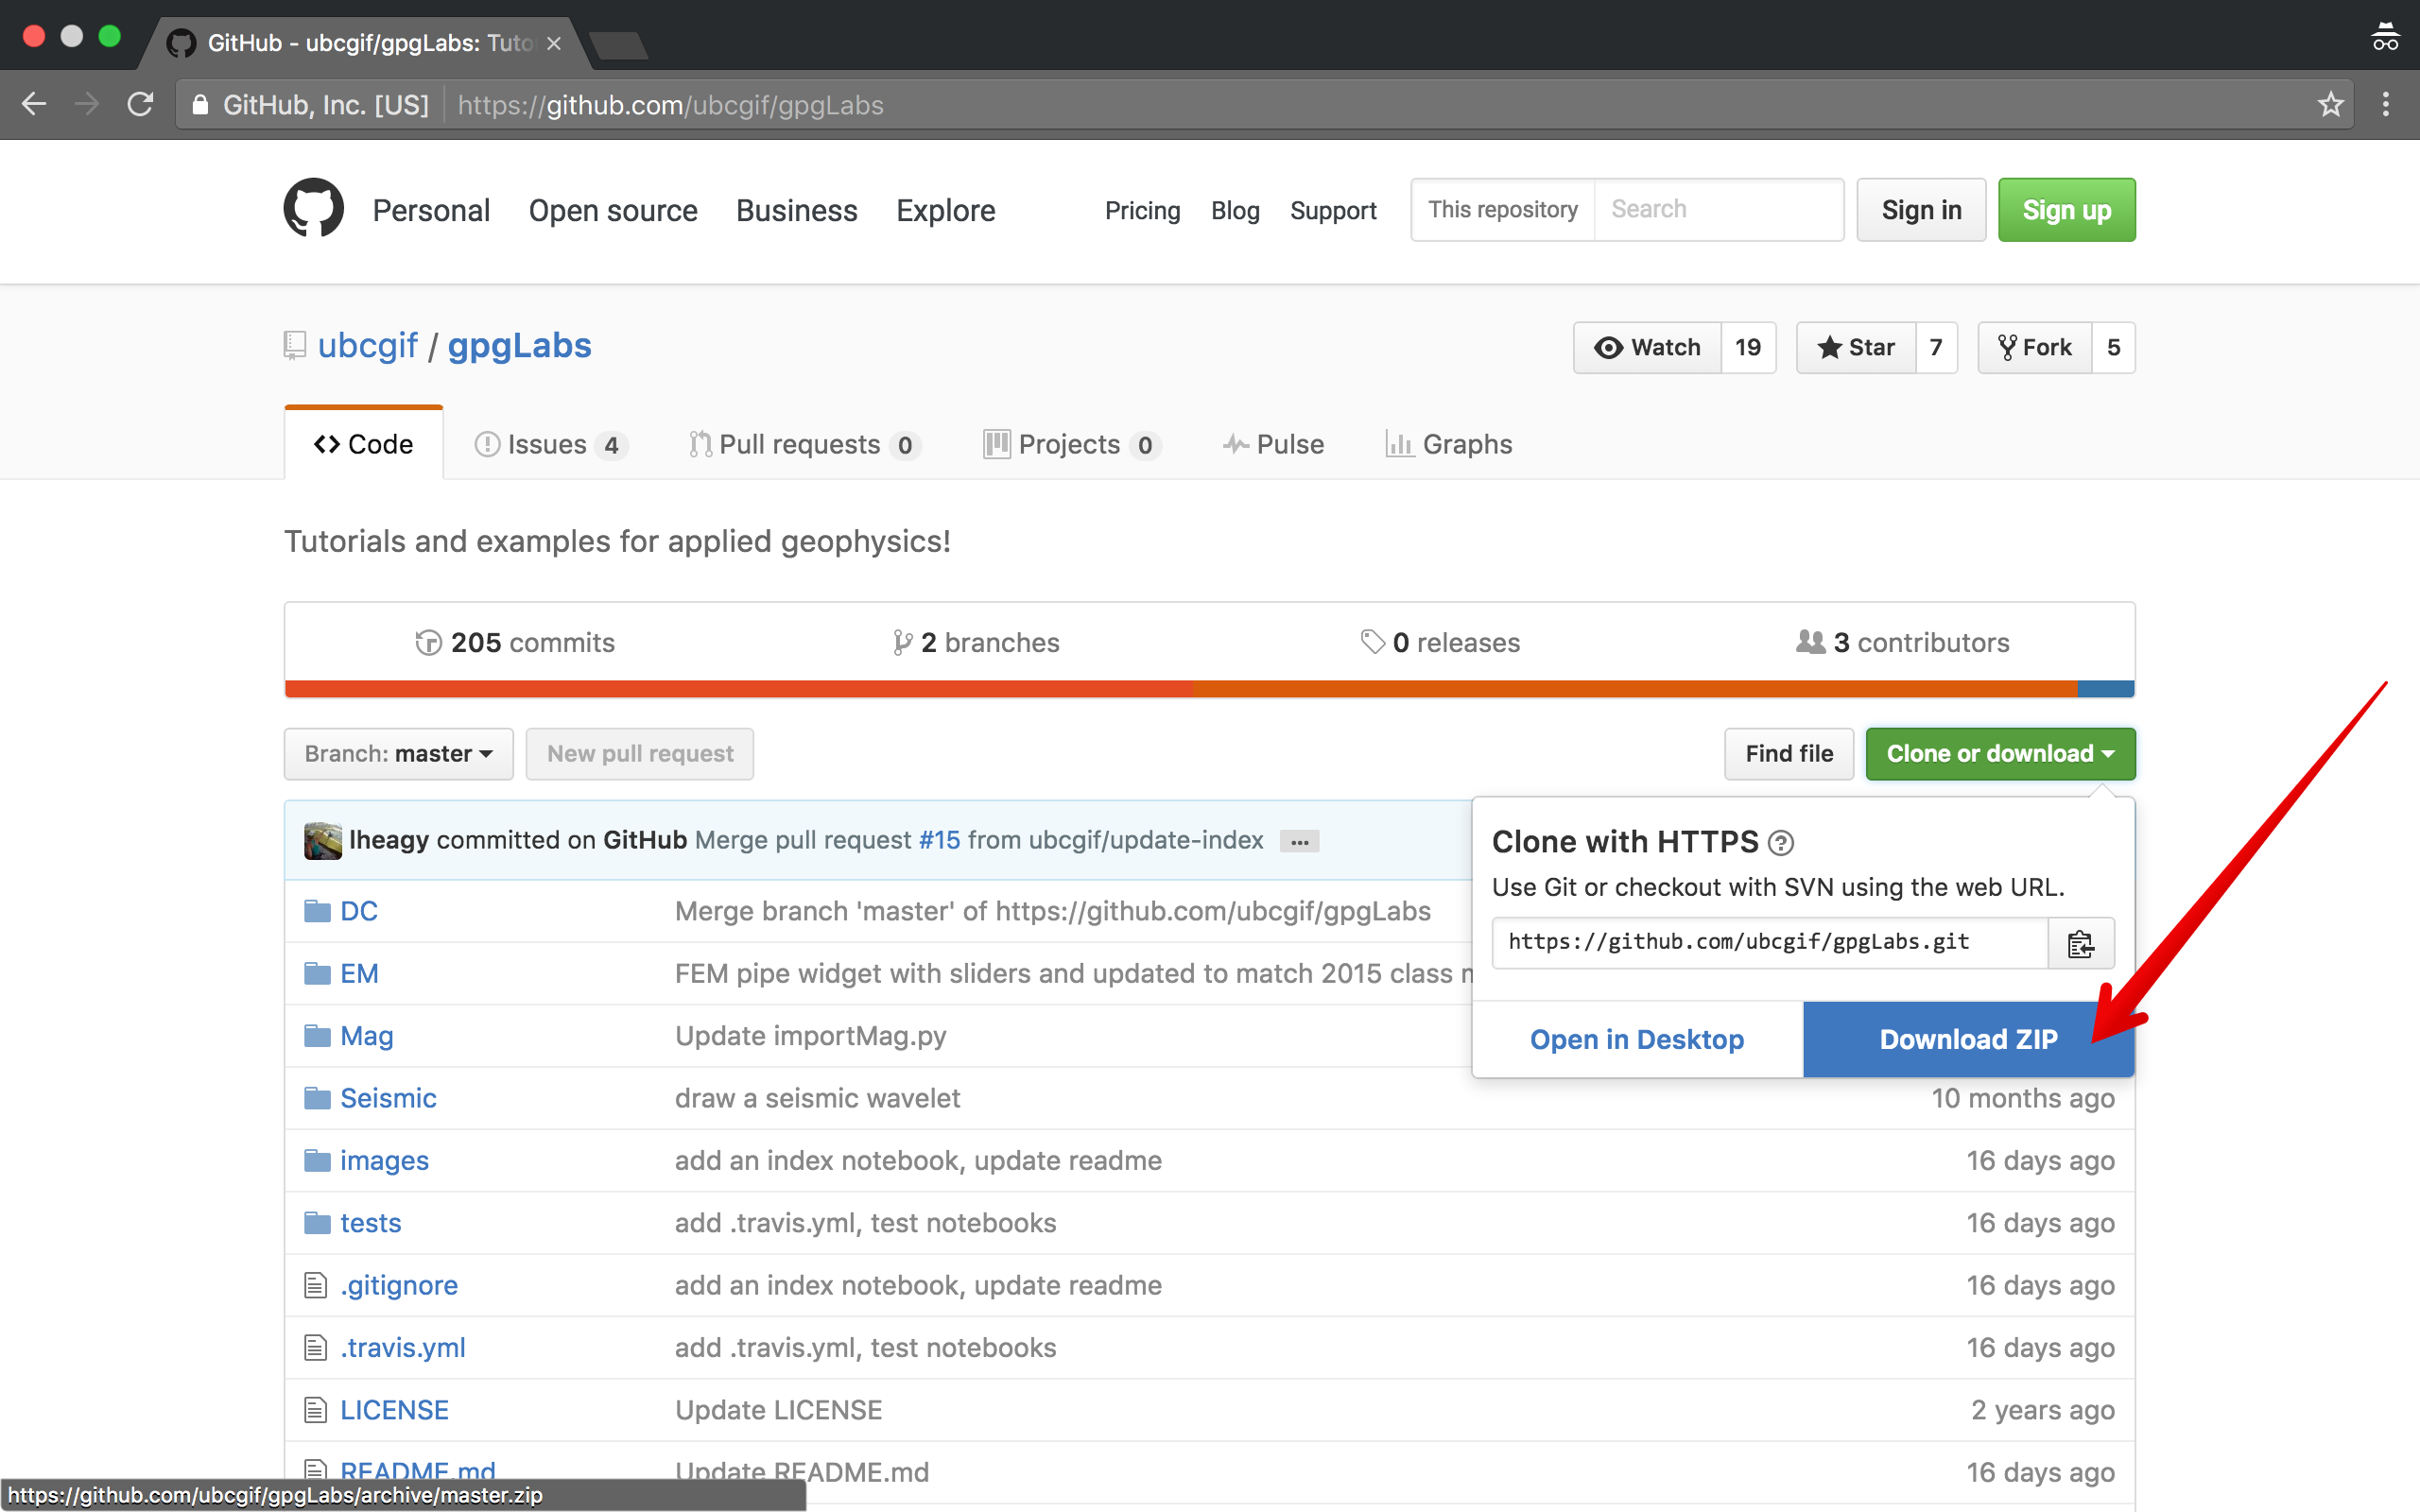 GitHub - ubcgif/gpgLabs: Tuto
GitHub, Inc. [US] https://github.com/ubcgif/gpgLabs
Personal Open source Business Explore Pricing Blog Support This repository Search Sign in Sign up
ubcgif / gpgLabs Watch 19 Star 7 Fork 5
Code Issues 4 Pull requests 0 Projects 0 Pulse Graphs
Tutorials and examples for applied geophysics!
205 commits 2 branches 0 releases 3 contributors
Branch: master New pull request Find file Clone or download
lheagy committed on GitHub Merge pull request #15 from ubcgif/update-index ...
Clone with HTTPS ?
Use Git or checkout with SVN using the web URL.
https://github.com/ubcgif/gpgLabs.git
Open in Desktop Download ZIP
DC Merge branch 'master' of https://github.com/ubcgif/gpgLabs
EM FEM pipe widget with sliders and updated to match 2015 class
Mag Update importMag.py
Seismic draw a seismic wavelet 10 months ago
images add an index notebook, update readme 16 days ago
tests add .travis.yml, test notebooks 16 days ago
.gitignore add an index notebook, update readme 16 days ago
.travis.yml add .travis.yml, test notebooks 16 days ago
LICENSE Update LICENSE 2 years ago
README.md Update README.md 16 days ago
https://github.com/ubcgif/gpgLabs/archive/master.zip